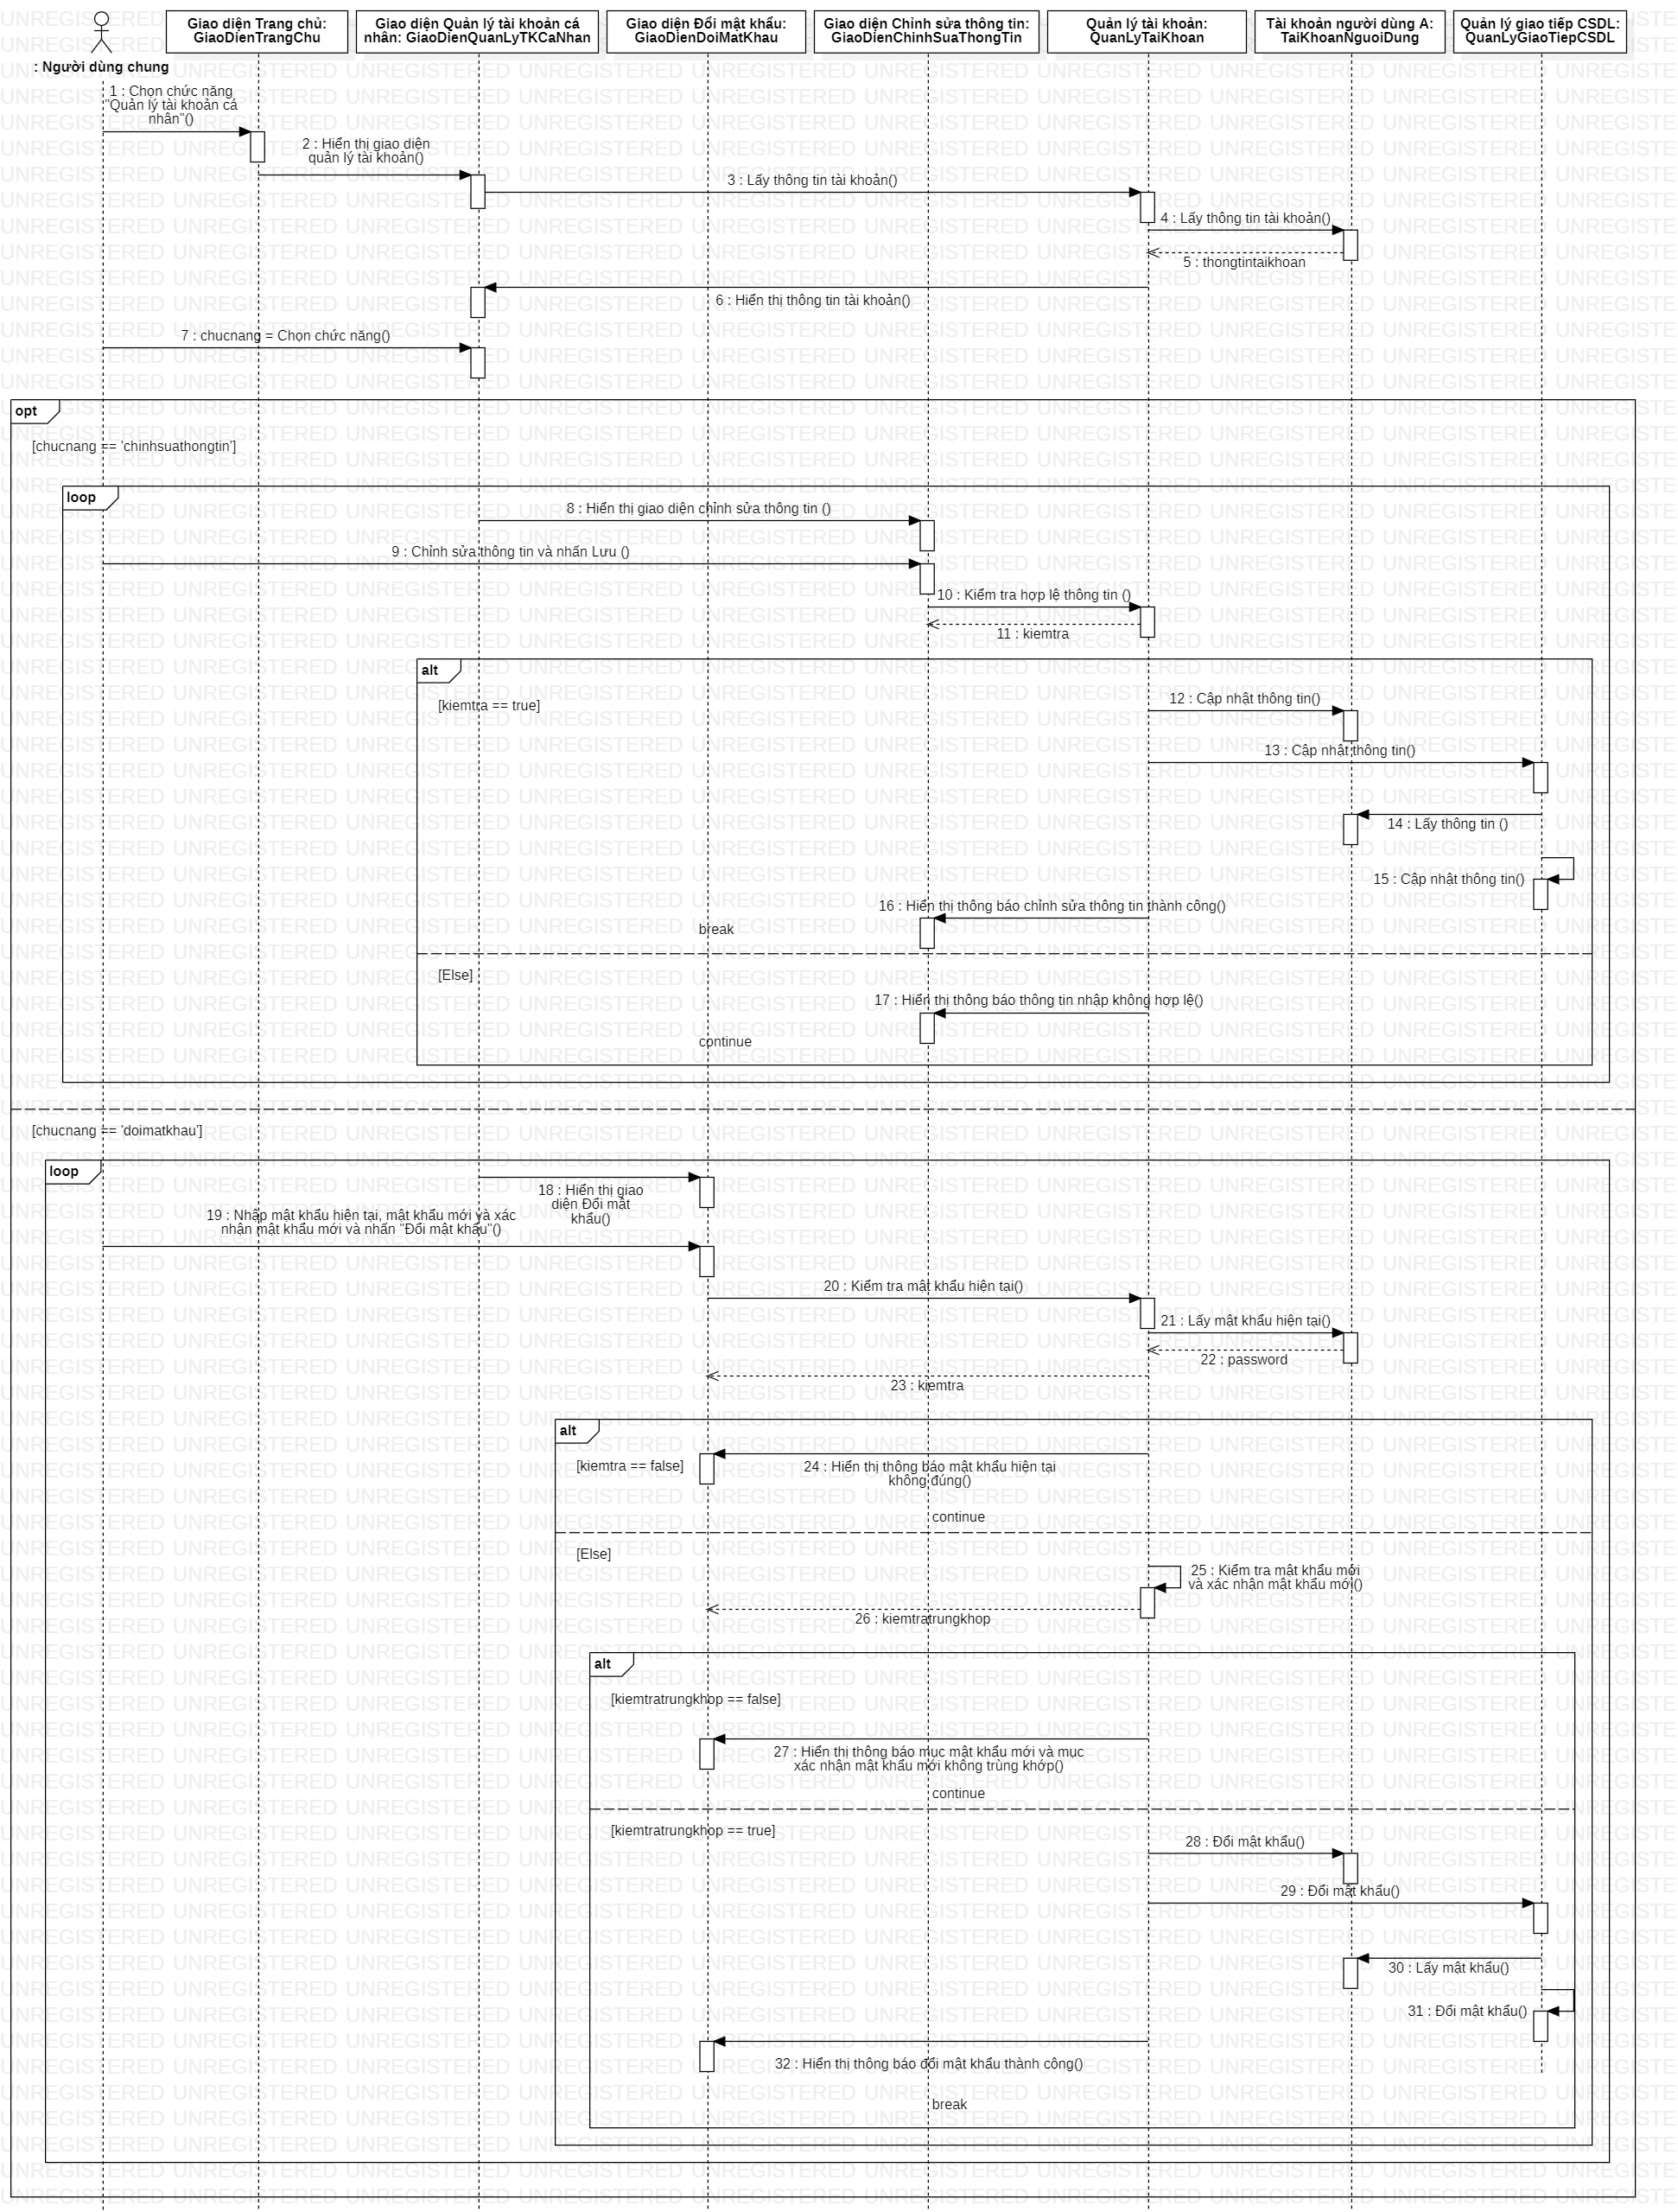 Giao diện Trang chủ:
GiaoDienTrangChu
Giao diện Quản lý tài khoản cá
nhân: GiaoDienQuanLyTKCaNhan
Giao diện Đổi mật khẩu:
GiaoDienDoiMatKhau
Giao diện Chỉnh sửa thông tin:
GiaoDienChinhSuaThongTin
Quản lý tài khoản:
QuanLyTaiKhoan
Tài khoản người dùng A:
TaiKhoanNguoiDung
Quản lý giao tiếp CSDL:
QuanLyGiaoTiepCSDL
: Người dùng chung
1 : Chọn chức năng
"Quản lý tài khoản cá
nhân"()
2 : Hiển thị giao diện
quản lý tài khoản()
3 : Lấy thông tin tài khoản()
4 : Lấy thông tin tài khoản()
5 : thongtintaikhoan
6 : Hiển thị thông tin tài khoản()
7 : chucnang = Chọn chức năng()
opt
[chucnang == 'chinhsuathongtin']
loop
8 : Hiển thị giao diện chỉnh sửa thông tin ()
9 : Chỉnh sửa thông tin và nhấn Lưu ()
10 : Kiểm tra hợp lệ thông tin ()
11 : kiemtra
alt
[kiemtra == true]
12 : Cập nhật thông tin()
13 : Cập nhật thông tin()
14 : Lấy thông tin ()
15 : Cập nhật thông tin()
16 : Hiển thị thông báo chỉnh sửa thông tin thành công()
break
[Else]
17 : Hiển thị thông báo thông tin nhập không hợp lệ()
continue
[chucnang == 'doimatkhau']
loop
18 : Hiển thị giao
diện Đổi mật
khẩu()
19 : Nhập mật khẩu hiện tại, mật khẩu mới và xác
nhận mật khẩu mới và nhấn "Đổi mật khẩu"()
20 : Kiểm tra mật khẩu hiện tại()
21 : Lấy mật khẩu hiện tại()
22 : password
23 : kiemtra
alt
[kiemtra == false]
24 : Hiển thị thông báo mật khẩu hiện tại
không đúng()
continue
[Else]
25 : Kiểm tra mật khẩu mới
và xác nhận mật khẩu mới()
26 : kiemtratrungkhop
alt
[kiemtratrungkhop == false]
27 : Hiển thị thông báo mục mật khẩu mới và mục
xác nhận mật khẩu mới không trùng khớp()
continue
[kiemtratrungkhop == true]
28 : Đổi mật khẩu()
29 : Đổi mật khẩu()
30 : Lấy mật khẩu()
31 : Đổi mật khẩu()
32 : Hiển thị thông báo đổi mật khẩu thành công()
break